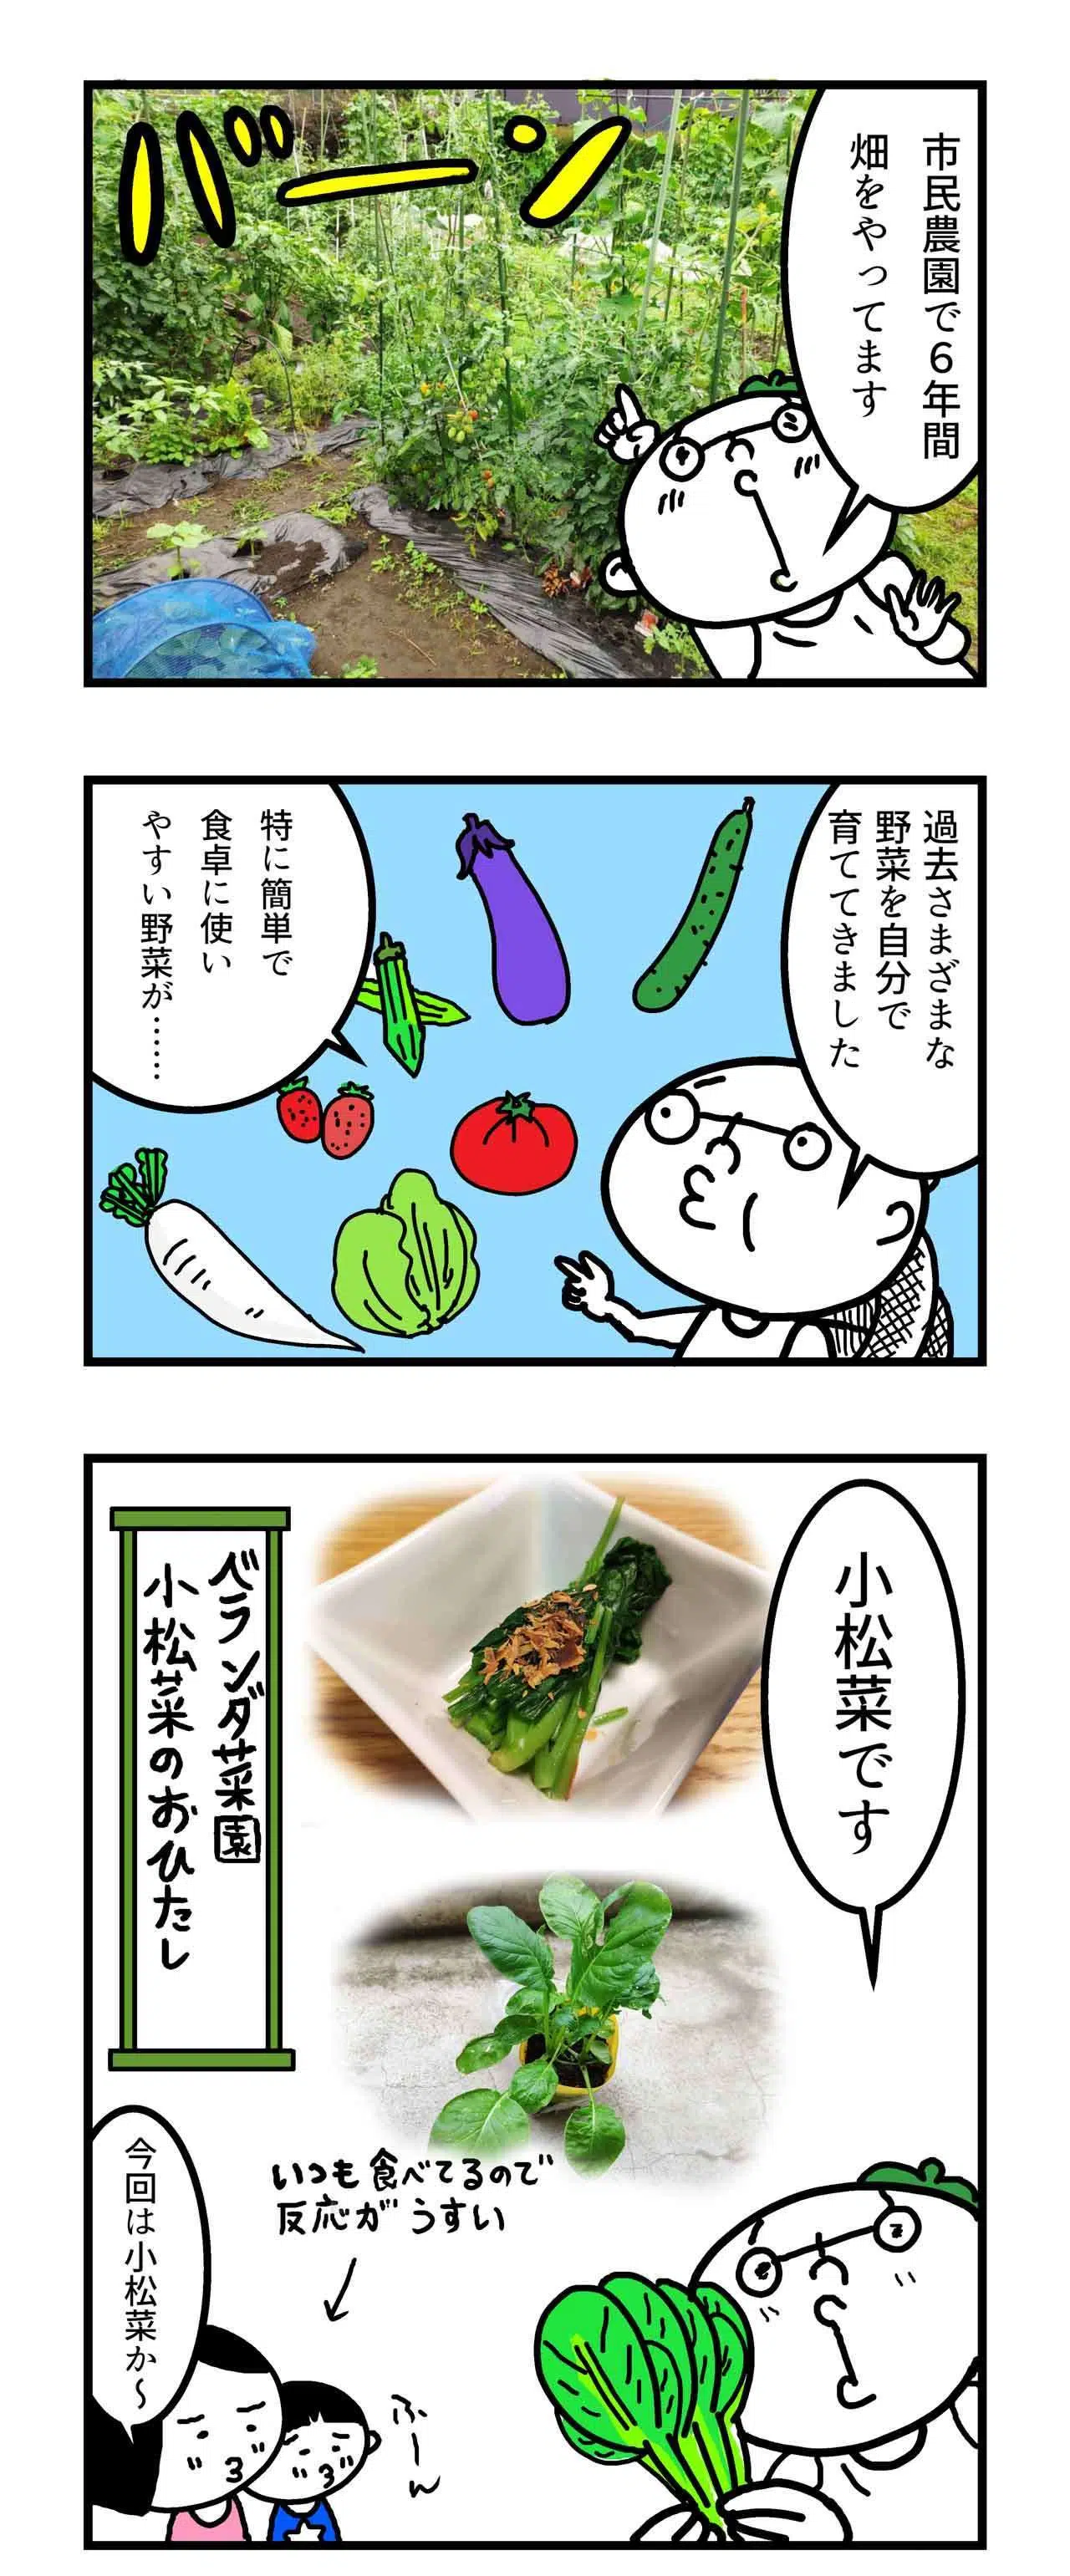 バーン
市民農園で6年間
畑をやってます
過去さまざまな
野菜を自分で
育ててきました
特に簡単で
食卓に使い
やすい野菜が……
小松菜です
ベランダ菜園
小松菜のおひたし
いつも食べてるので
反応がうすい
今回は小松菜か～
ふーん